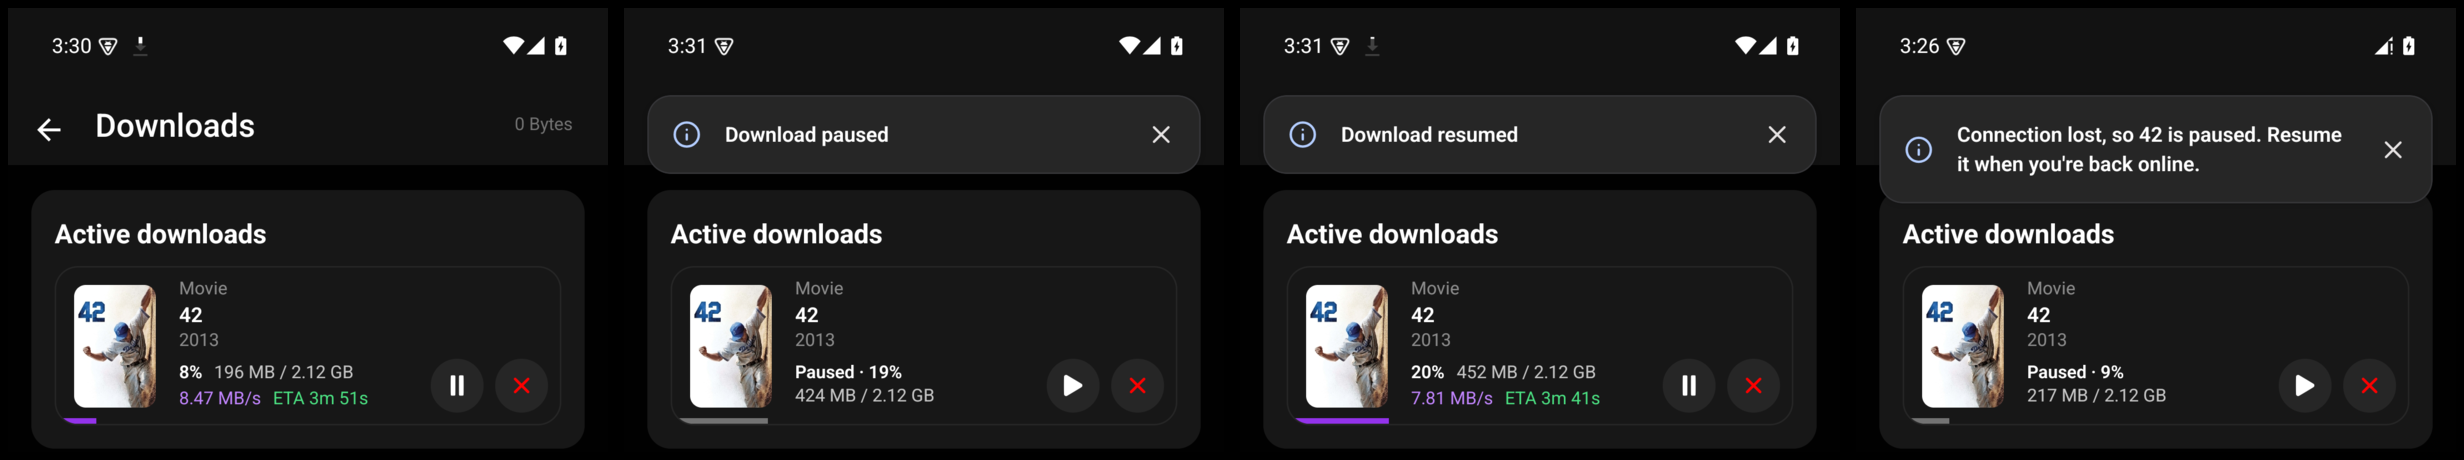 3:30
Downloads
0 Bytes
Active downloads
42
Movie
42
2013
8% 196 MB / 2.12 GB
8.47 MB/s ETA 3m 51s
3:31
Download paused
Active downloads
42
Movie
42
2013
Paused · 19%
424 MB / 2.12 GB
3:31
Download resumed
Active downloads
42
Movie
42
2013
20% 452 MB / 2.12 GB
7.81 MB/s ETA 3m 41s
3:26
Connection lost, so 42 is paused. Resume
it when you're back online.
Active downloads
42
Movie
42
2013
Paused · 9%
217 MB / 2.12 GB